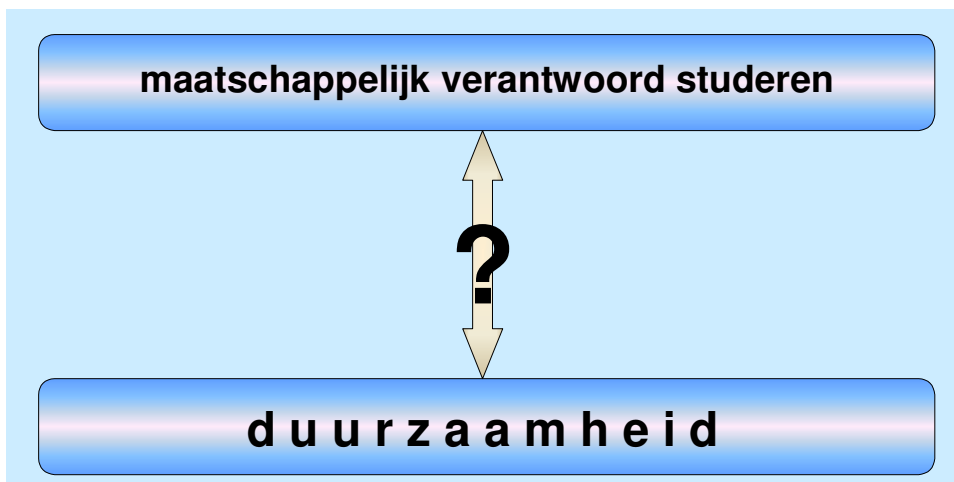 maatschappelijk verantwoord studeren
?
d u u r z a a m h e i d